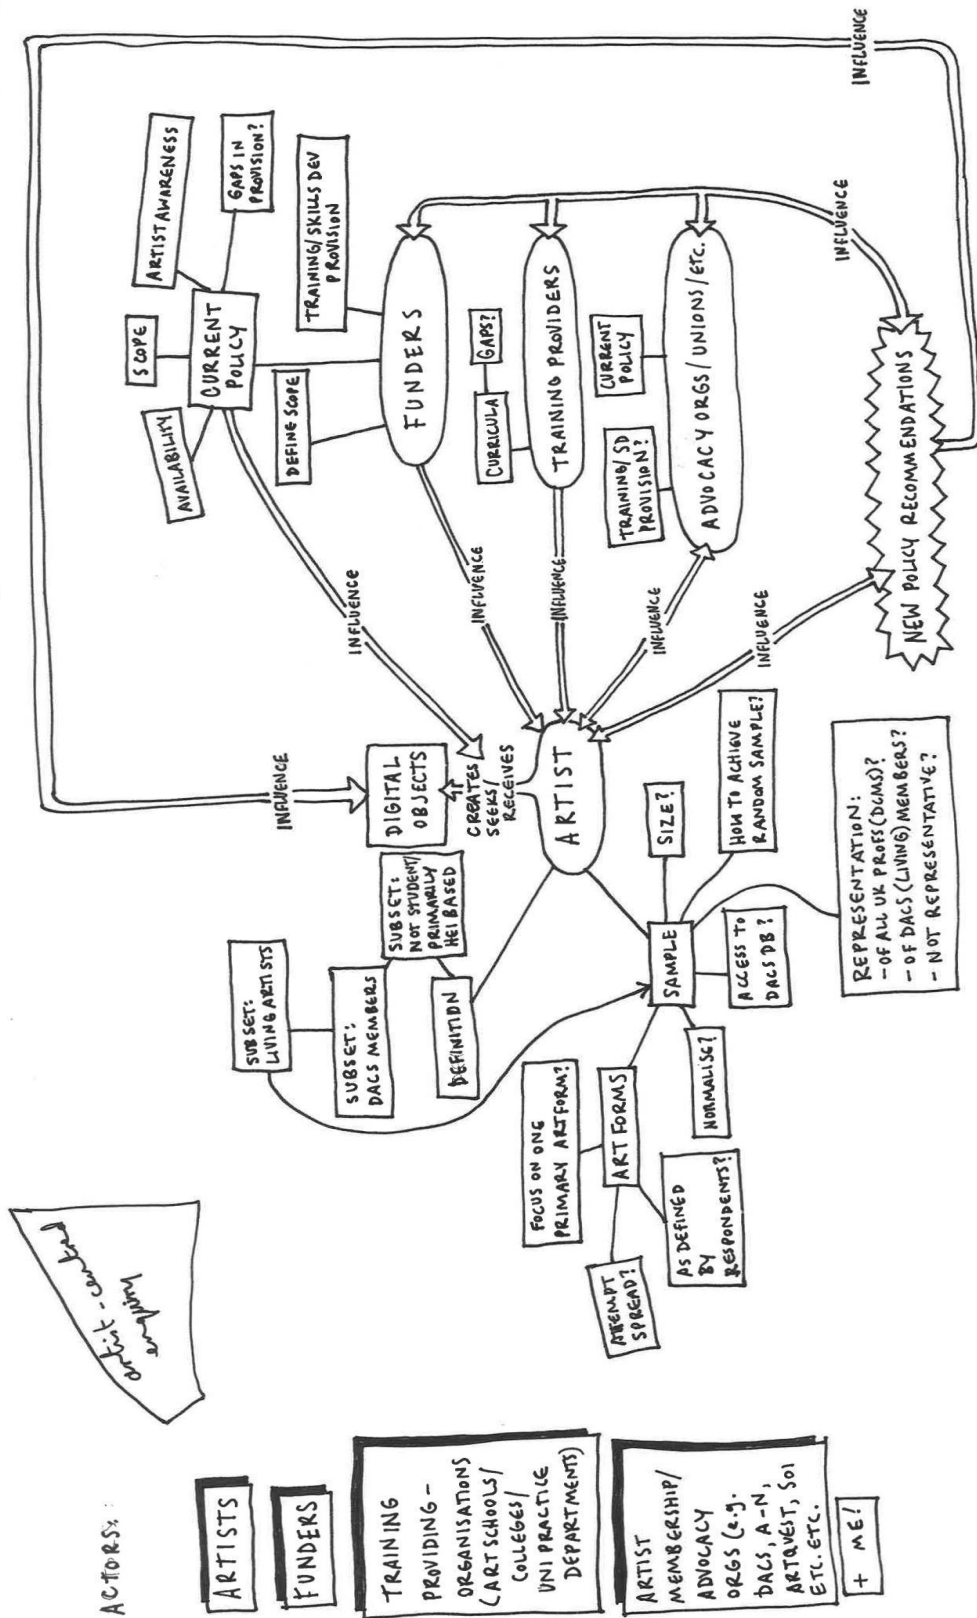 ACTORS:
ARTISTS
FUNDERS
TRAINING
PROVIDING-
ORGANISATIONS
(ART SCHOOLS/
COLLEGES/
UNI PRACTICE
DEPARTMENTS)
ARTIST
MEMBERSHIP/
ADVOCACY
ORGS (e.g.
DACS, A-N,
ARTQUEST, SOI
ETC. ETC.
+ ME!
artist-centred
enquiry
SUBSET:
LIVING ARTISTS
SUBSET:
DACS MEMBERS
SUBSET:
NOT STUDENT/
PRIMARILY
HEI BASED
DEFINITION
FOCUS ON ONE
PRIMARY ARTFORM?
ART FORMS
ATTEMPT
SPREAD?
AS DEFINED
BY
RESPONDENTS?
NORMALISE?
SAMPLE
ACCESS TO
DACS DB?
SIZE?
HOW TO ACHIEVE
RANDOM SAMPLE?
REPRESENTATION:
- OF ALL UK PROFS (DCMS)?
- OF DACS (LIVING) MEMBERS?
- NOT REPRESENTATIVE?
INFLUENCE
DIGITAL
OBJECTS
CREATES
SEEKS/
RECEIVES
ARTIST
INFLUENCE
INFLUENCE
INFLUENCE
INFLUENCE
INFLUENCE
AVAILABILITY
SCOPE
ARTIST AWARENESS
GAPS IN
PROVISION?
CURRENT
POLICY
DEFINE SCOPE
TRAINING/SKILLS DEV
PROVISION
FUNDERS
CURRICULA
GAPS?
TRAINING PROVIDERS
TRAINING/SD
PROVISION?
CURRENT
POLICY
ADVOCACY ORGS/UNIONS/ETC.
NEW POLICY RECOMMENDATIONS
INFLUENCE
INFLUENCE